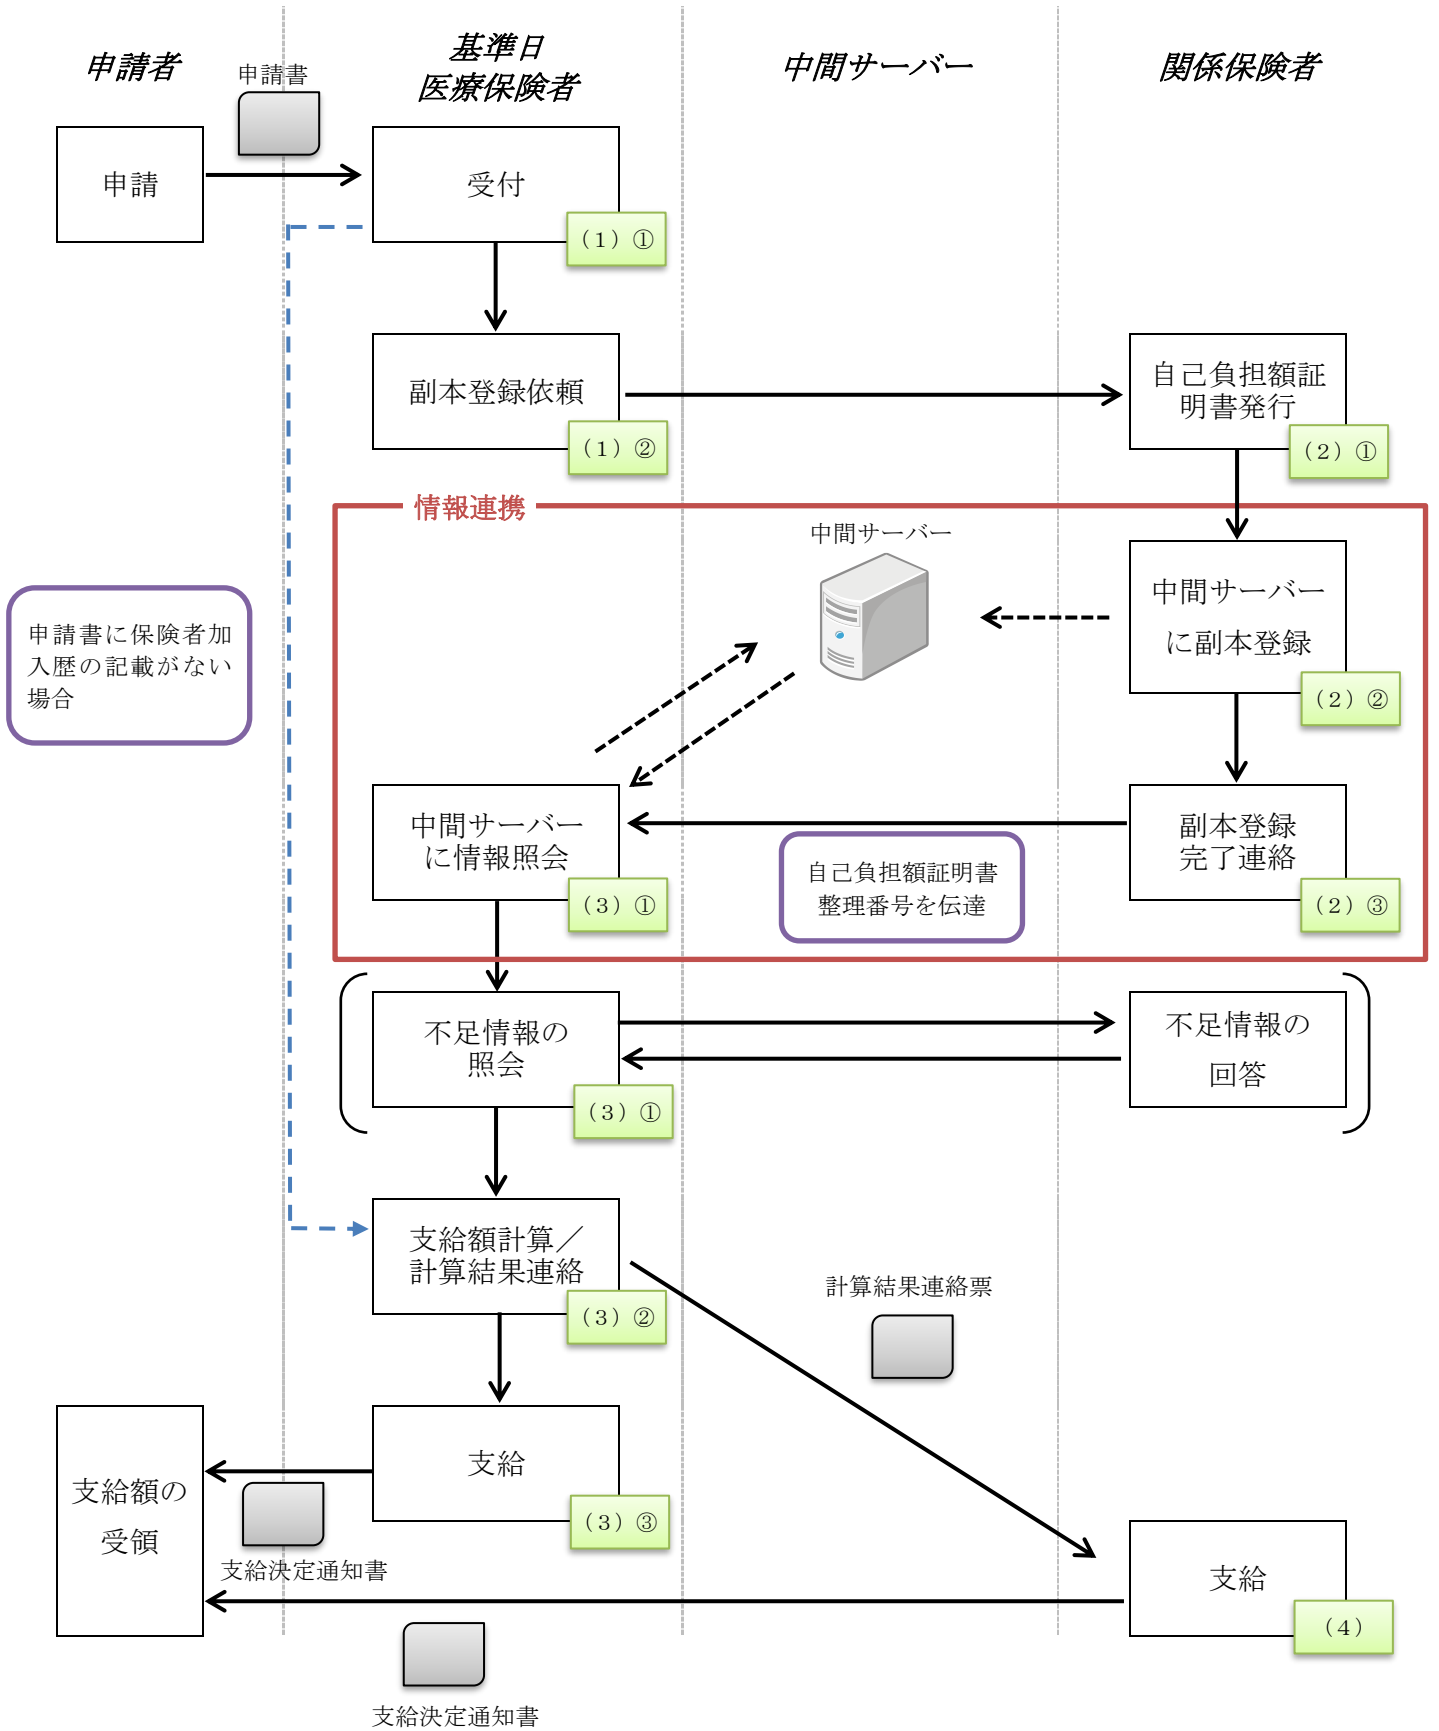 申請者
基準日
医療保険者
中間サーバー
関係保険者
申請書
申請
受付
（１）①
副本登録依頼
（１）②
自己負担額証
明書発行
（２）①
情報連携
中間サーバー
中間サーバー
に副本登録
（２）②
申請書に保険者加
入歴の記載がない
場合
中間サーバー
に情報照会
（３）①
自己負担額証明書
整理番号を伝達
副本登録
完了連絡
（２）③
不足情報の
照会
（３）①
不足情報の
回答
支給額計算／
計算結果連絡
（３）②
計算結果連絡票
支給額の
受領
支給
（３）③
支給決定通知書
支給
（４）
支給決定通知書